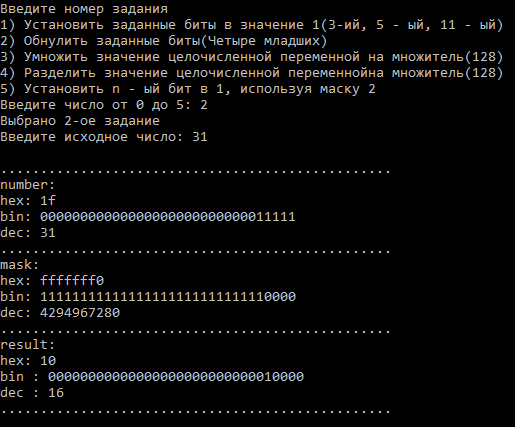 Введите номер задания
1) Установить заданные биты в значение 1(3-ий, 5 - ый, 11 - ый)
2) Обнулить заданные биты(Четыре младших)
3) Умножить значение целочисленной переменной на множитель(128)
4) Разделить значение целочисленной переменнойна множитель(128)
5) Установить n - ый бит в 1, используя маску 2
Введите число от 0 до 5: 2
Выбрано 2-ое задание
Введите исходное число: 31
................................................
number:
hex: 1f
bin: 00000000000000000000000000011111
dec: 31
................................................
mask:
hex: fffffff0
bin: 11111111111111111111111111110000
dec: 4294967280
................................................
result:
hex: 10
bin : 00000000000000000000000000010000
dec : 16
................................................